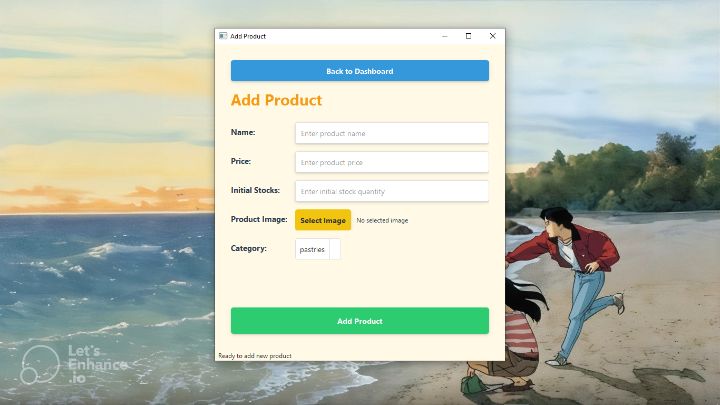 Add Product
Back to Dashboard
Add Product
Name:
Enter product name
Price:
Enter product price
Initial Stocks:
Enter initial stock quantity
Product Image:
Select Image
No selected image
Category:
pastries
Add Product
Ready to add new product
Let's
Enhance
.io